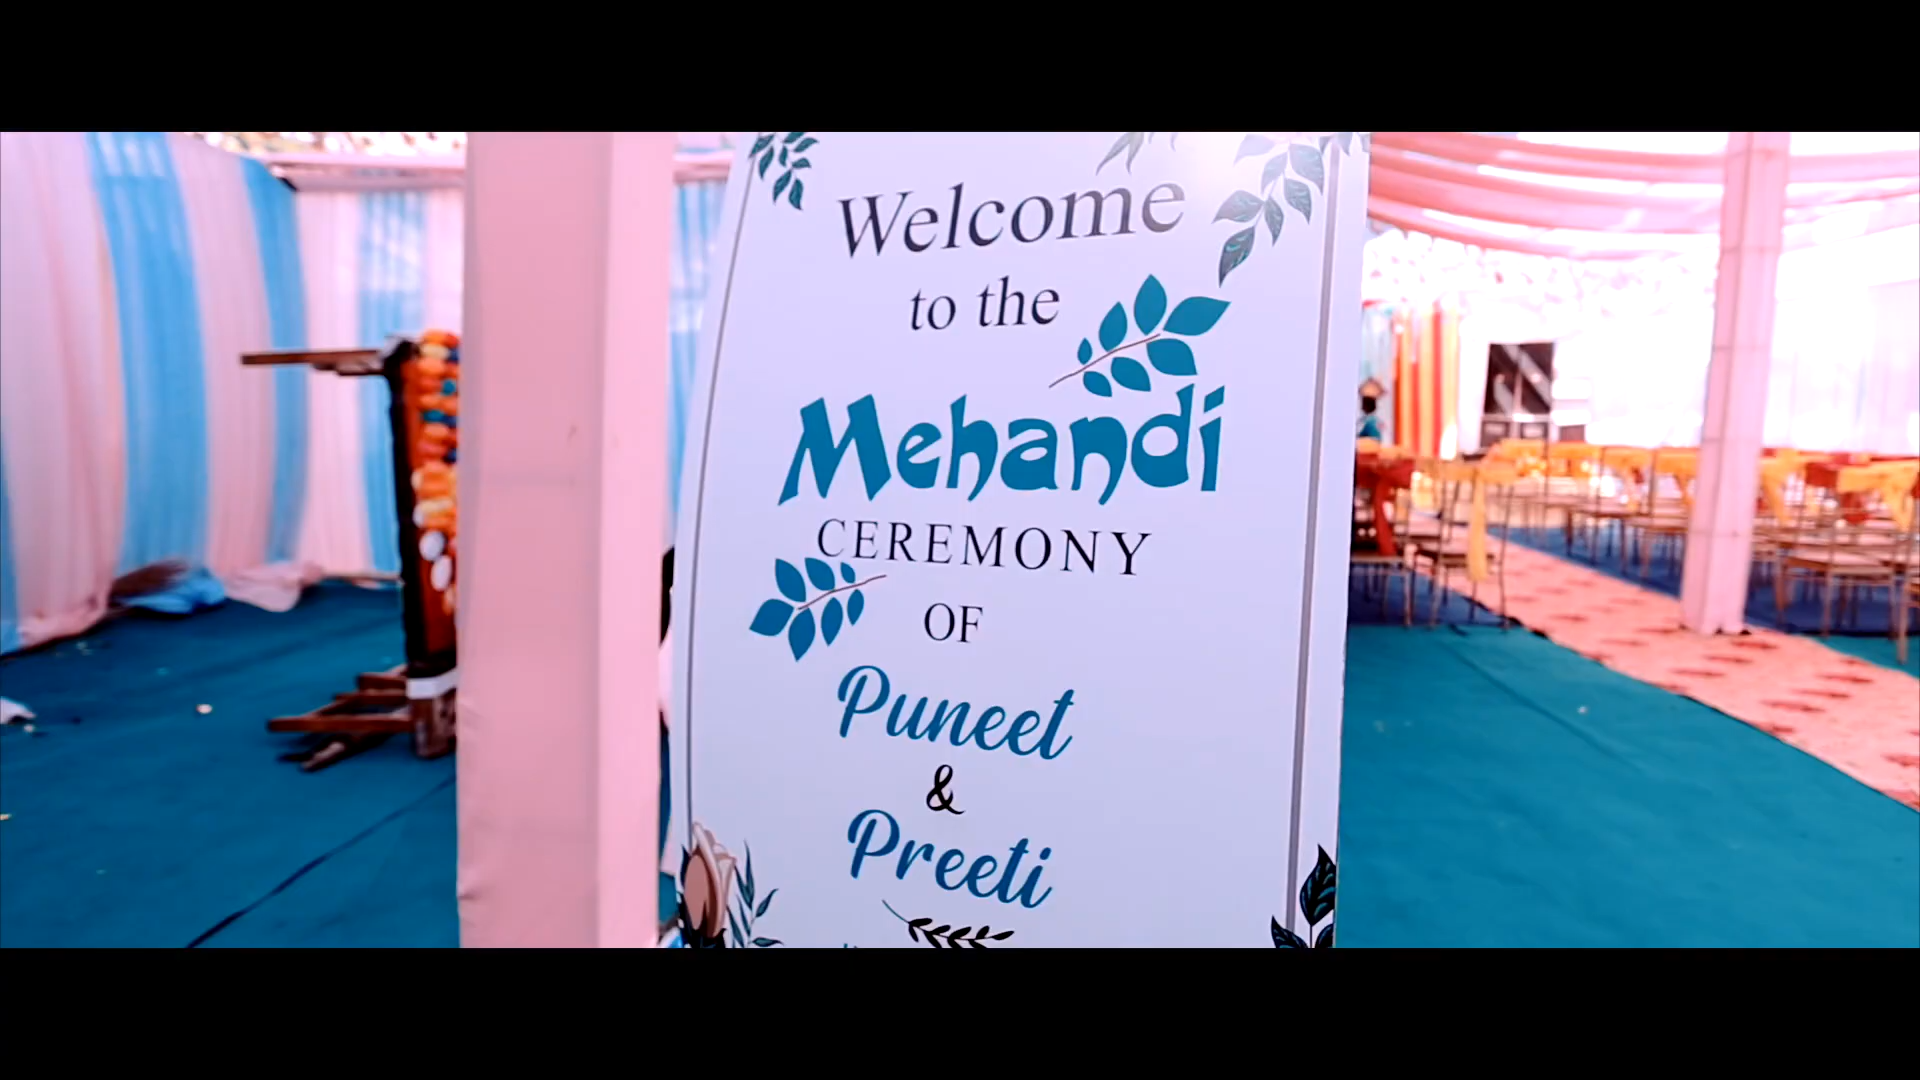 Welcome
to the
Mehandi
CEREMONY
OF
Puneet
&
Preeti